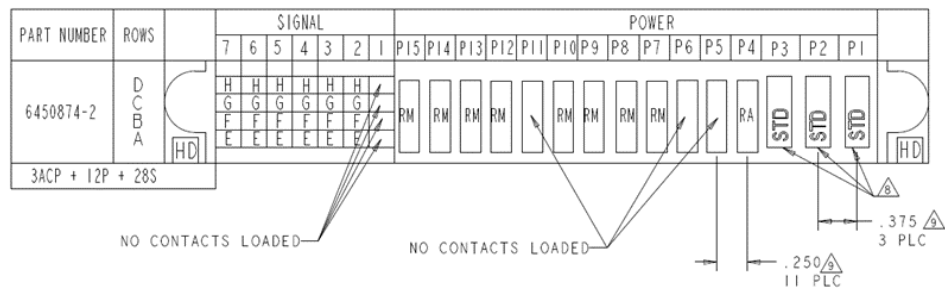 PART NUMBER ROWS SIGNAL POWER
7 6 5 4 3 2 1 P15 P14 P13 P12 P11 P10 P9 P8 P7 P6 P5 P4 P3 P2 P1
6450874-2
D H H H H H H
C G G G G G G
B F F F F F F
A E E E E E E
RM RM RM RM RM RM RM RM RA STD STD STD
HD HD
3ACP + 12P + 28S
8
NO CONTACTS LOADED
NO CONTACTS LOADED
.375 9
3 PLC
.250 9
11 PLC